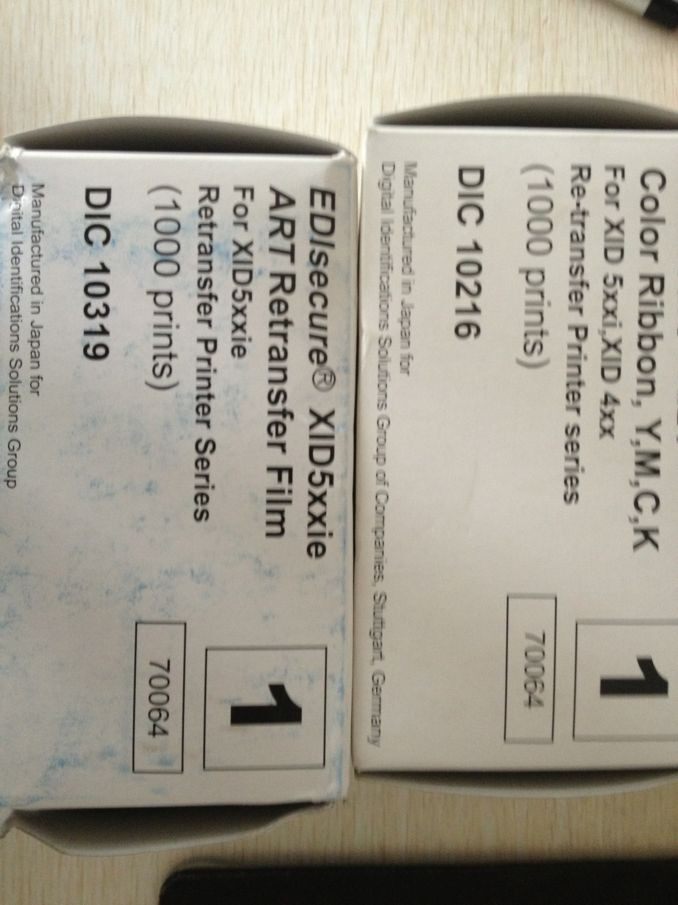 Color Ribbon, Y,M,C,K
For XID 5xxi,XID 4xx
Re-transfer Printer series
(1000 prints)
1
70064
DIC 10216
Manufactured in Japan for
Digital Identifications Solutions Group of Companies, Stuttgart, Germany
EDIsecure® XID5xxie
ART Retransfer Film
For XID5xxie
Retransfer Printer Series
(1000 prints)
1
70064
DIC 10319
Manufactured in Japan for
Digital Identifications Solutions Group